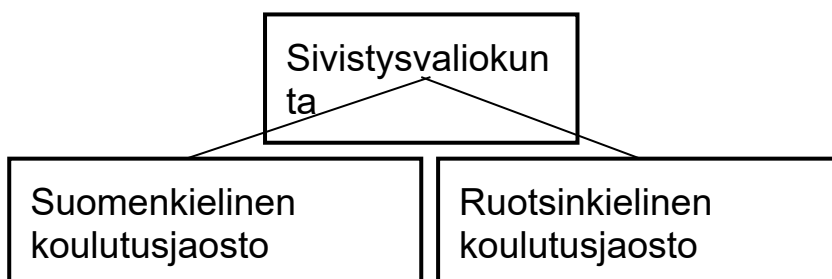 Sivistysvaliokun
ta
Suomenkielinen
koulutusjaosto
Ruotsinkielinen
koulutusjaosto